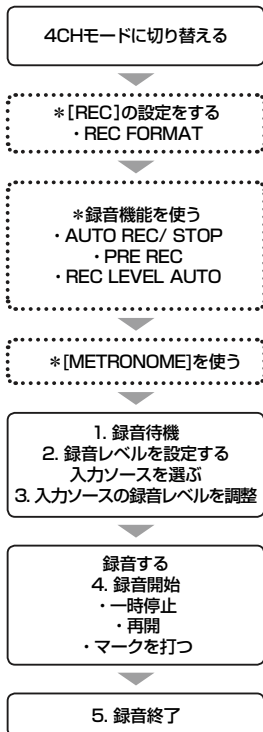 4CHモードに切り替える
＊[REC]の設定をする
・REC FORMAT
＊録音機能を使う
・AUTO REC/ STOP
・PRE REC
・REC LEVEL AUTO
＊[METRONOME]を使う
1. 録音待機
2. 録音レベルを設定する
入力ソースを選ぶ
3. 入力ソースの録音レベルを調整
録音する
4. 録音開始
・一時停止
・再開
・マークを打つ
5. 録音終了